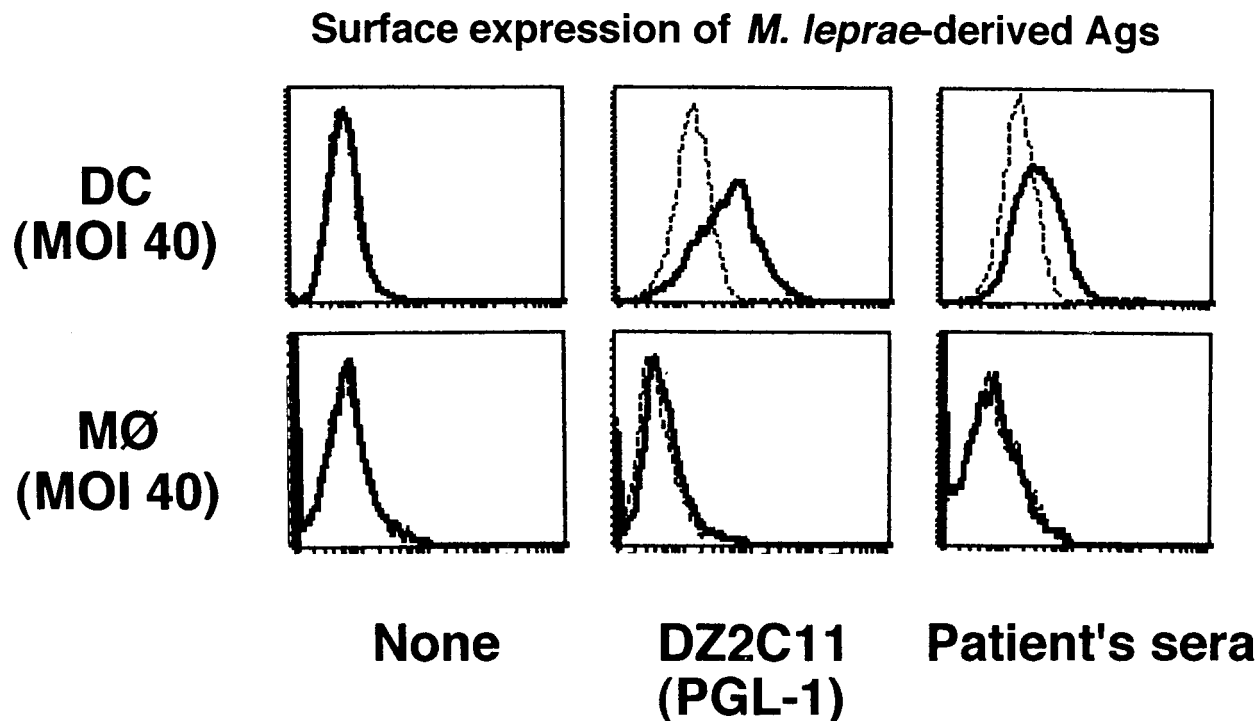 Surface expression of M. leprae-derived Ags
DC
(MOI 40)
MØ
(MOI 40)
None
DZ2C11
(PGL-1)
Patient's sera